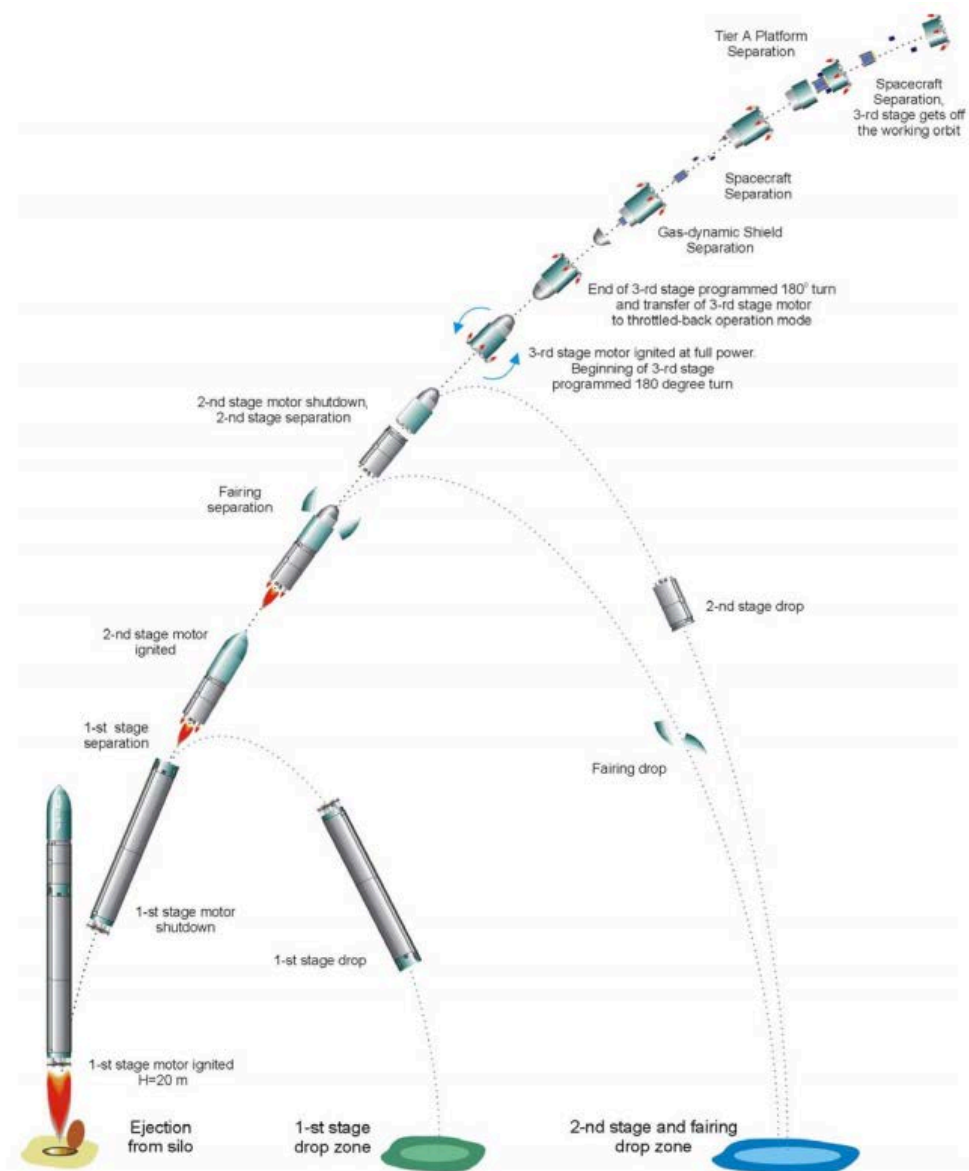 Tier A Platform
Separation
Spacecraft
Separation,
3-rd stage gets off
the working orbit
Spacecraft
Separation
Gas-dynamic Shield
Separation
End of 3-rd stage programmed 180° turn
and transfer of 3-rd stage motor
to throttled-back operation mode
3-rd stage motor ignited at full power.
Beginning of 3-rd stage
programmed 180 degree turn
2-nd stage motor shutdown,
2-nd stage separation
Fairing
separation
2-nd stage drop
2-nd stage motor
ignited
1-st stage
separation
Fairing drop
1-st stage motor
shutdown
1-st stage drop
1-st stage motor ignited
H=20 m
Ejection
from silo
1-st stage
drop zone
2-nd stage and fairing
drop zone